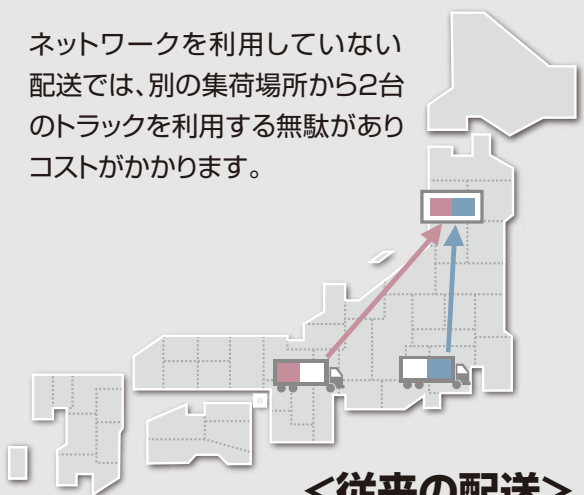 ネットワークを利用していない
配送では、別の集荷場所から2台
のトラックを利用する無駄があり
コストがかかります。
<従来の配送>